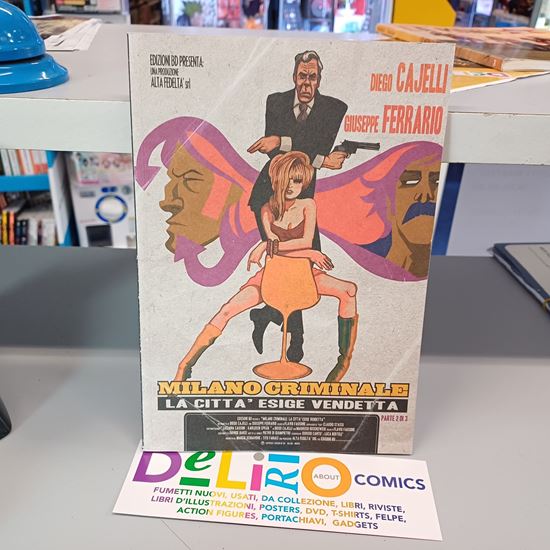 EDIZIONI BD PRESENTA:
UNA PRODUZIONE
ALTA FEDELTA' srl
DIEGO CAJELLI
GIUSEPPE FERRARIO
MILANO CRIMINALE
LA CITTA' ESIGE VENDETTA
PARTE 2 DI 3
DELIRIO
ABOUT
COMICS
FUMETTI NUOVI, USATI, DA COLLEZIONE, LIBRI, RIVISTE,
LIBRI D'ILLUSTRAZIONI, POSTERS, DVD, T-SHIRTS, FELPE,
ACTION FIGURES, PORTACHIAVI, GADGETS